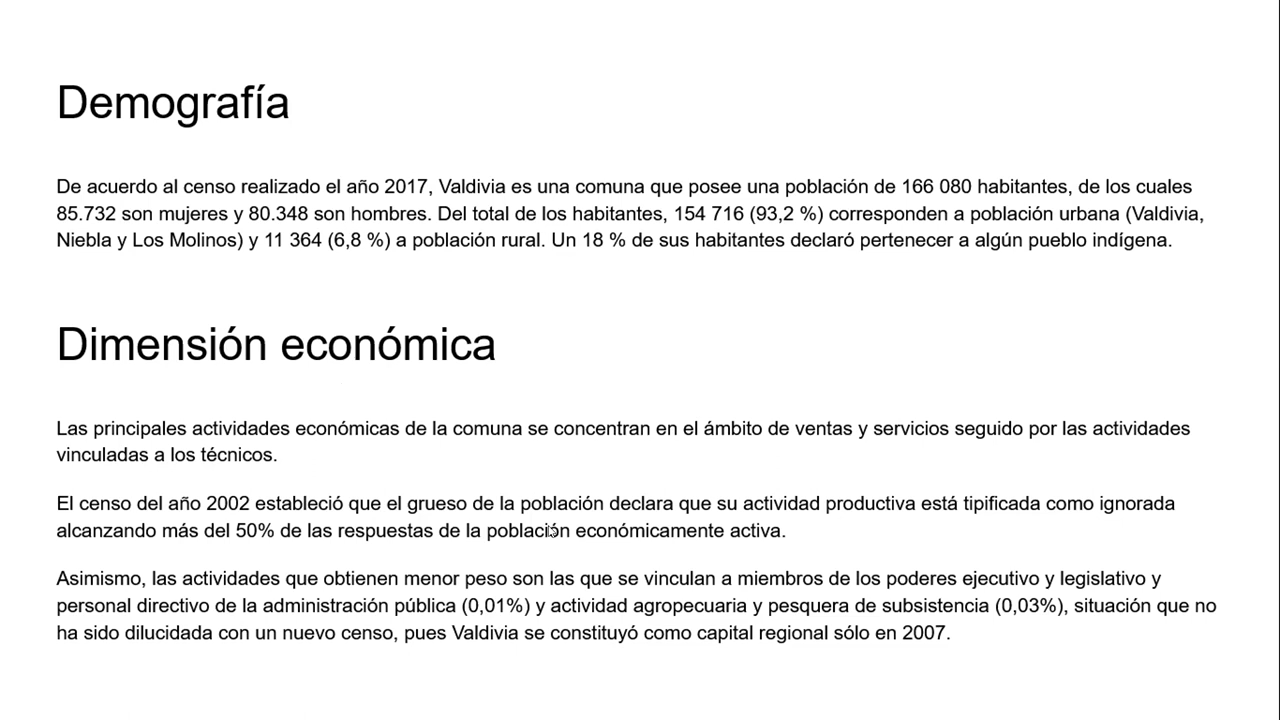 Demografía
De acuerdo al censo realizado el año 2017, Valdivia es una comuna que posee una población de 166 080 habitantes, de los cuales
85.732 son mujeres y 80.348 son hombres. Del total de los habitantes, 154 716 (93,2 %) corresponden a población urbana (Valdivia,
Niebla y Los Molinos) y 11 364 (6,8 %) a población rural. Un 18 % de sus habitantes declaró pertenecer a algún pueblo indígena.
Dimensión económica
Las principales actividades económicas de la comuna se concentran en el ámbito de ventas y servicios seguido por las actividades
vinculadas a los técnicos.
El censo del año 2002 estableció que el grueso de la población declara que su actividad productiva está tipificada como ignorada
alcanzando más del 50% de las respuestas de la población económicamente activa.
Asimismo, las actividades que obtienen menor peso son las que se vinculan a miembros de los poderes ejecutivo y legislativo y
personal directivo de la administración pública (0,01%) y actividad agropecuaria y pesquera de subsistencia (0,03%), situación que no
ha sido dilucidada con un nuevo censo, pues Valdivia se constituyó como capital regional sólo en 2007.